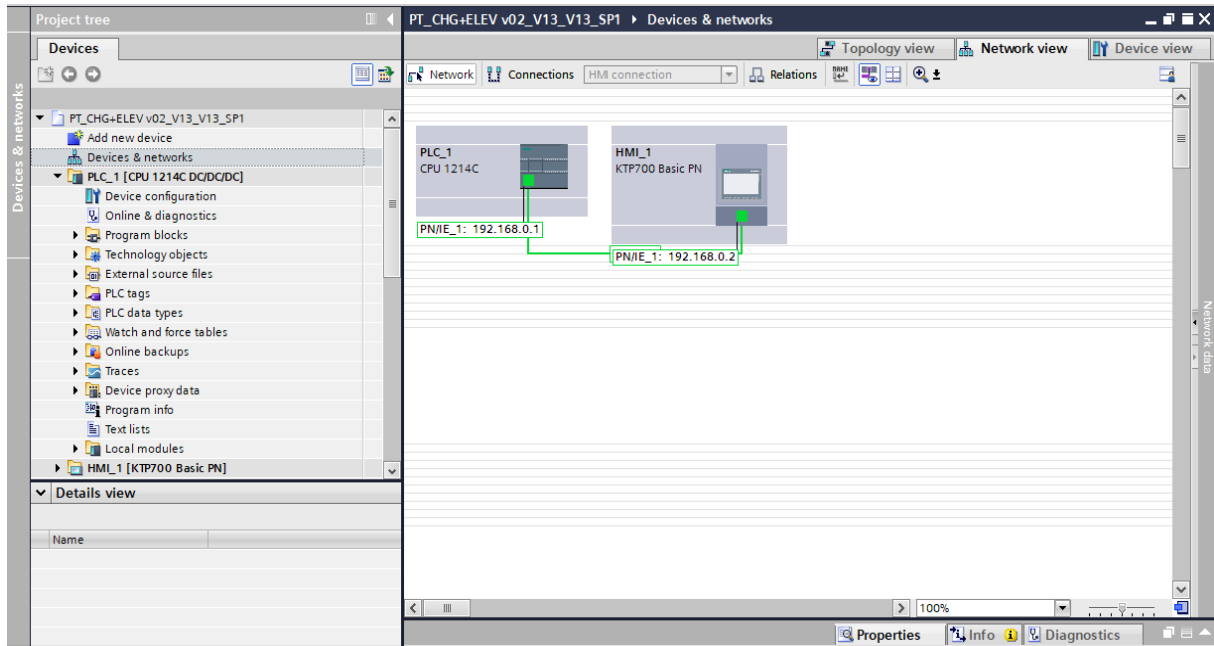 Project tree
Devices
PT_CHG+ELEV v02_V13_V13_SP1
Add new device
Devices & networks
PLC_1 [CPU 1214C DC/DC/DC]
Device configuration
Online & diagnostics
Program blocks
Technology objects
External source files
PLC tags
PLC data types
Watch and force tables
Online backups
Traces
Device proxy data
Program info
Text lists
Local modules
HMI_1 [KTP700 Basic PN]
Details view
Name
Devices & networks
PT_CHG+ELEV v02_V13_V13_SP1 Devices & networks
Topology view Network view Device view
Network Connections HMI connection Relations
PLC_1
CPU 1214C
HMI_1
KTP700 Basic PN
PN/IE_1: 192.168.0.1
PN/IE_1: 192.168.0.2
Network data
100%
Properties Info Diagnostics